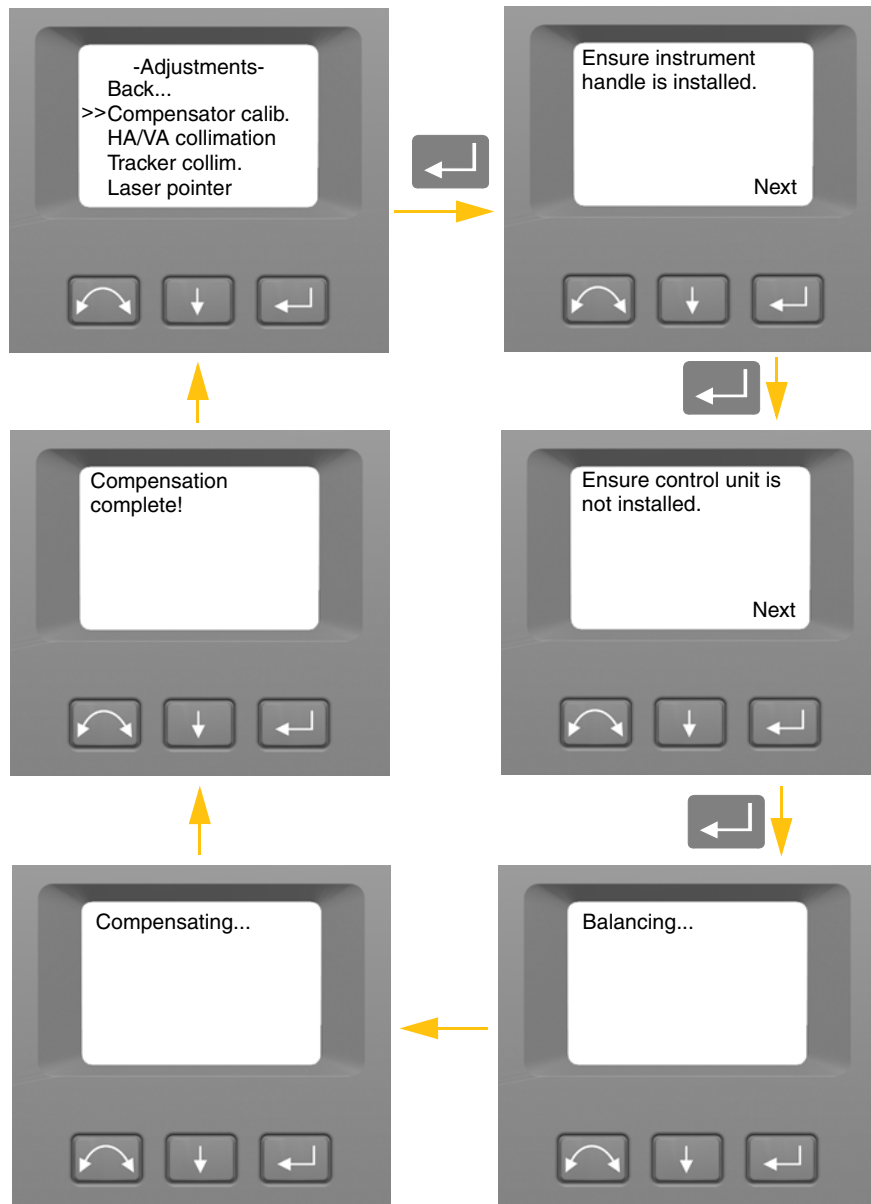 -Adjustments-
Back...
>>Compensator calib.
HA/VA collimation
Tracker collim.
Laser pointer
Ensure instrument
handle is installed.
Next
Ensure control unit is
not installed.
Next
Balancing...
Compensating...
Compensation
complete!